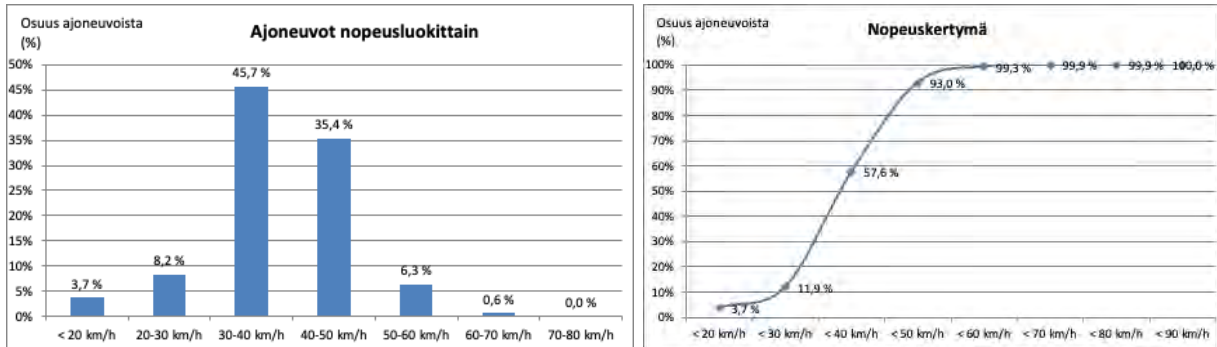 Osuus ajoneuvoista
(%)
Ajoneuvot nopeusluokittain
50%
45%
40%
35%
30%
25%
20%
15%
10%
5%
0%
3,7 %
8,2 %
45,7 %
35,4 %
6,3 %
0,6 %
0,0 %
< 20 km/h
20-30 km/h
30-40 km/h
40-50 km/h
50-60 km/h
60-70 km/h
70-80 km/h
Osuus ajoneuvoista
(%)
Nopeuskertymä
100%
90%
80%
70%
60%
50%
40%
30%
20%
10%
0%
3,7 %
11,9 %
57,6 %
93,0 %
99,3 %
99,9 %
99,9 %
100,0 %
< 20 km/h
< 30 km/h
< 40 km/h
< 50 km/h
< 60 km/h
< 70 km/h
< 80 km/h
< 90 km/h